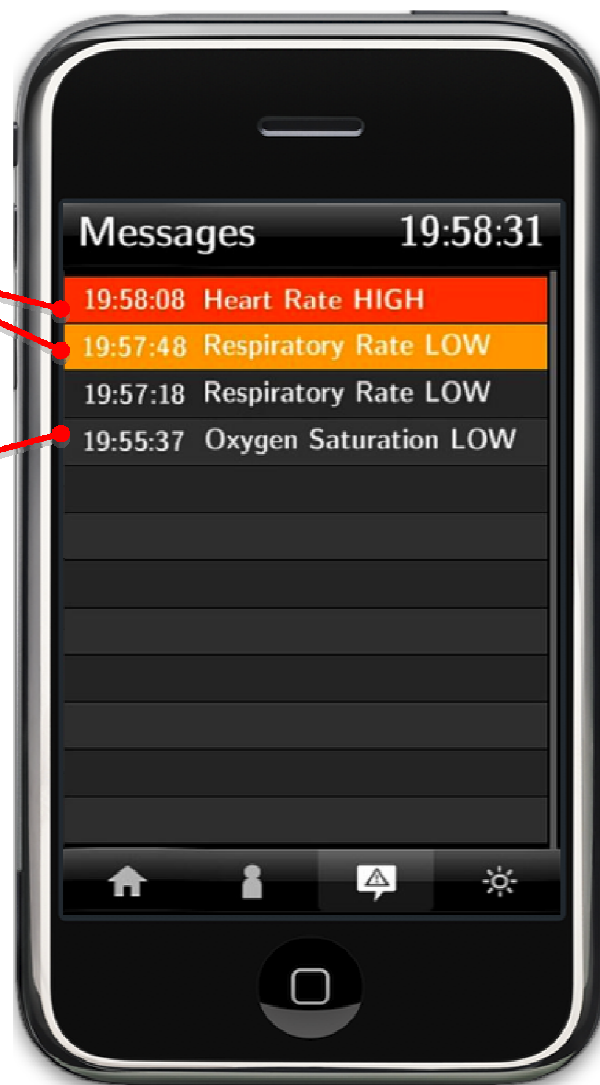 Messages 19:58:31
19:58:08 Heart Rate HIGH
19:57:48 Respiratory Rate LOW
19:57:18 Respiratory Rate LOW
19:55:37 Oxygen Saturation LOW